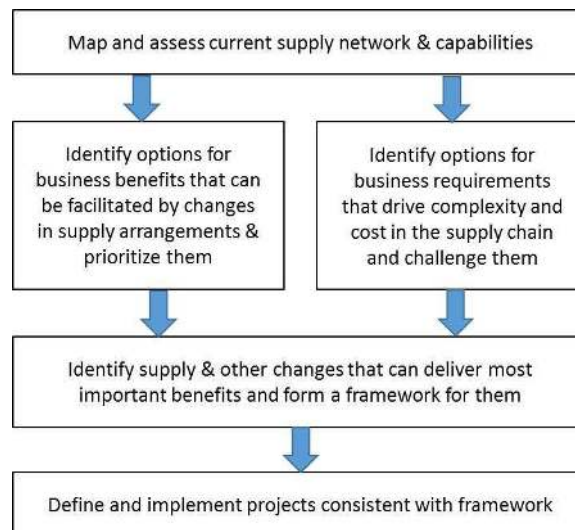 Map and assess current supply network & capabilities
Identify options for
business benefits that can
be facilitated by changes
in supply arrangements &
prioritize them
Identify options for
business requirements
that drive complexity and
cost in the supply chain
and challenge them
Identify supply & other changes that can deliver most
important benefits and form a framework for them
Define and implement projects consistent with framework